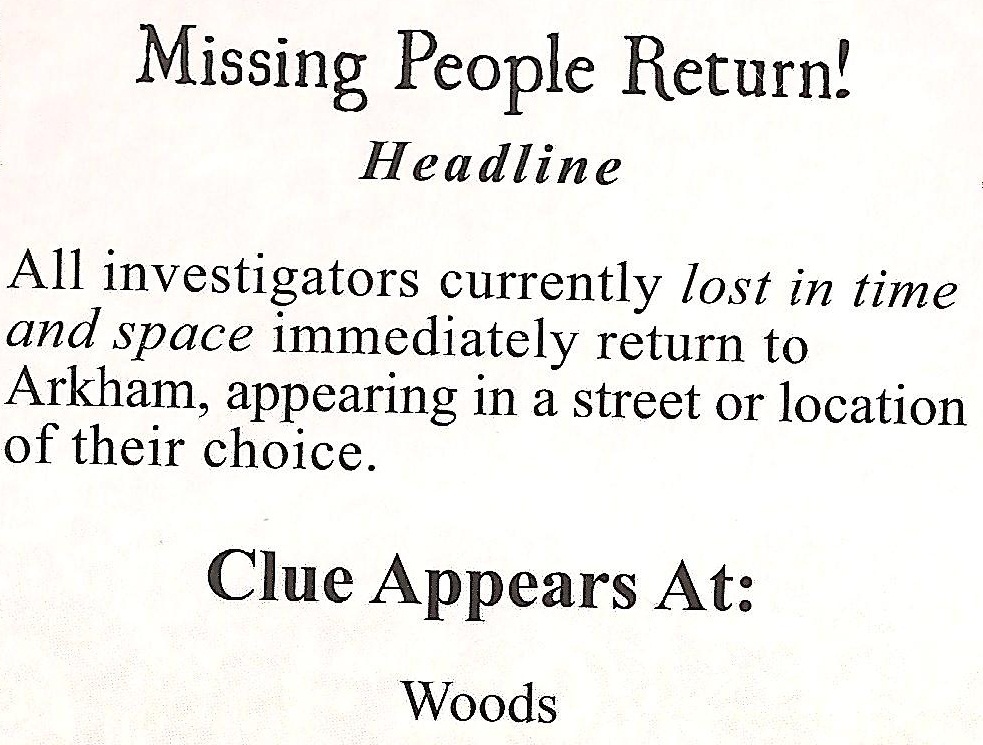 Missing People Return!
Headline
All investigators currently lost in time
and space immediately return to
Arkham, appearing in a street or location
of their choice.
Clue Appears At:
Woods